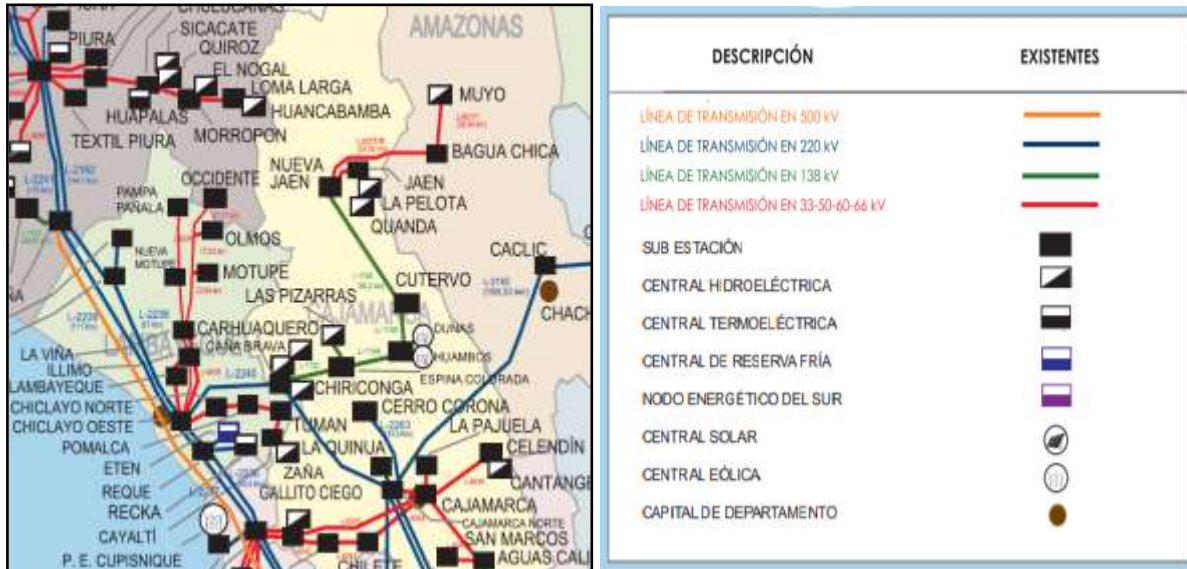 PIURA
SICACATE
QUIROZ
EL NOGAL
LOMA LARGA
HUANCABAMBA
HUAPALAS
MORROPON
TEXTIL PIURA
AMAZONAS
MUYO
BAGUA CHICA
NUEVA
JAEN
JAEN
LA PELOTA
QUANDA
OCCIDENTE
PAMPA
PAÑALA
OLMOS
NUEVA
MOTUPE
MOTUPE
CACLIC
CHACH
CUTERVO
LAS PIZARRAS
CAJAMARCA
DUNAS
HUAMBOS
ESPINA COLORADA
L-2238
L-2239
CARHUAQUERO
CAÑA BRAVA
L-2240
CHIRICONGA
LA VIÑA
ILLIMO
LAMBAYEQUE
CHICLAYO NORTE
CHICLAYO OESTE
POMALCA
ETEN
REQUE
RECKA
CAYALTÍ
P. E. CUPISNIQUE
TUMAN
LA QUINUA
ZAÑA
GALLITO CIEGO
CERRO CORONA
LA PAJUELA
CELENDÍN
CANTANGE
CAJAMARCA
CAJAMARCA NORTE
SAN MARCOS
AGUAS CALI
CHILETE
DESCRIPCIÓN EXISTENTES
LÍNEA DE TRANSMISIÓN EN 500 kV
LÍNEA DE TRANSMISIÓN EN 220 kV
LÍNEA DE TRANSMISIÓN EN 138 kV
LÍNEA DE TRANSMISIÓN EN 33-50-60-66 kV
SUB ESTACIÓN
CENTRAL HIDROELÉCTRICA
CENTRAL TERMOELÉCTRICA
CENTRAL DE RESERVA FRÍA
NODO ENERGÉTICO DEL SUR
CENTRAL SOLAR
CENTRAL EÓLICA
CAPITAL DE DEPARTAMENTO